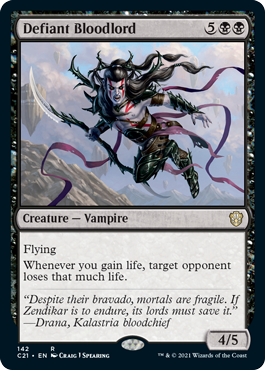 Defiant Bloodlord 5
Creature — Vampire
Flying
Whenever you gain life, target opponent
loses that much life.
“Despite their bravado, mortals are fragile. If
Zendikar is to endure, its lords must save it.”
—Drana, Kalastria bloodchief
4/5
142 R
C21 • EN Craig J Spearing
™ & © 2021 Wizards of the Coast